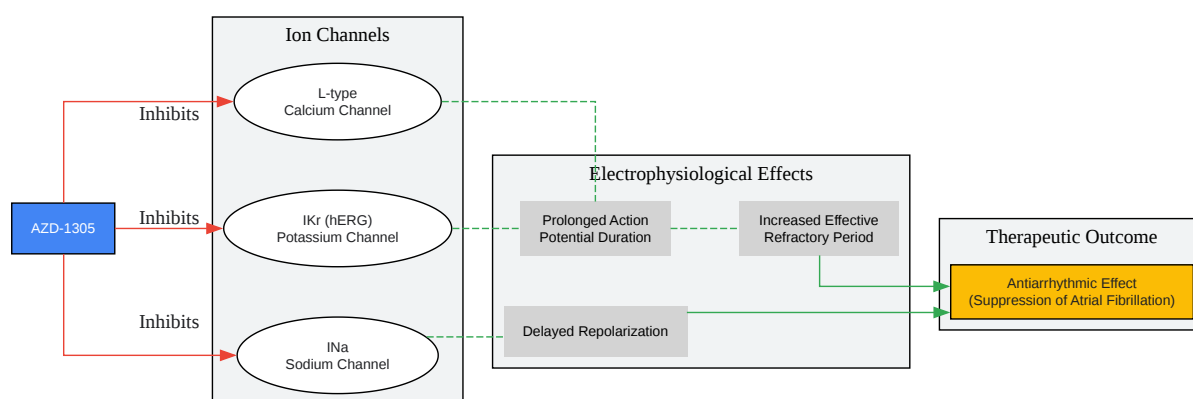 Ion Channels
L-type
Calcium Channel
Inhibits
Electrophysiological Effects
AZD-1305
Inhibits
IKr (hERG)
Potassium Channel
Prolonged Action
Potential Duration
Increased Effective
Refractory Period
Therapeutic Outcome
Antiarrhythmic Effect
(Suppression of Atrial Fibrillation)
Inhibits
INa
Sodium Channel
Delayed Repolarization